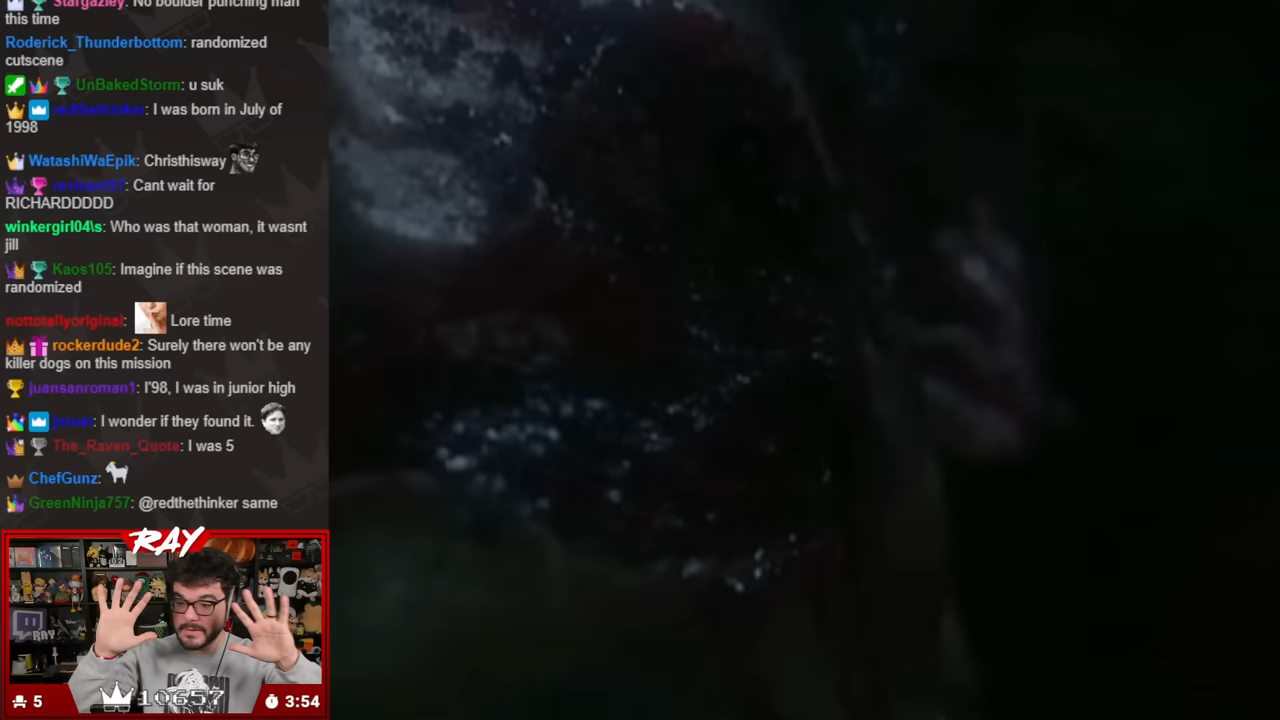 Stargazley: No boulder punching man
this time
Roderick_Thunderbottom: randomized
cutscene
UnBakedStorm: u suk
redthethinker: I was born in July of
1998
WatashiWaEpik: Christhisway
Cant wait for
RICHARDDDDD
winkergirl04\s: Who was that woman, it wasnt
jill
Kaos105: Imagine if this scene was
randomized
nottotallyoriginal: Lore time
rockerdude2: Surely there won't be any
killer dogs on this mission
juansanroman1: I'98, I was in junior high
I wonder if they found it.
The_Raven_Quote: I was 5
ChefGunz:
GreenNinja757: @redthethinker same
RAY
RAY
5
10657
3:54